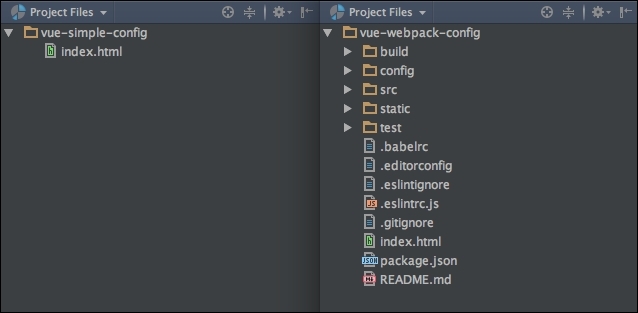 Project Files
vue-simple-config
index.html
Project Files
vue-webpack-config
build
config
src
static
test
.babelrc
.editorconfig
.eslintignore
.eslintrc.js
.gitignore
index.html
package.json
README.md